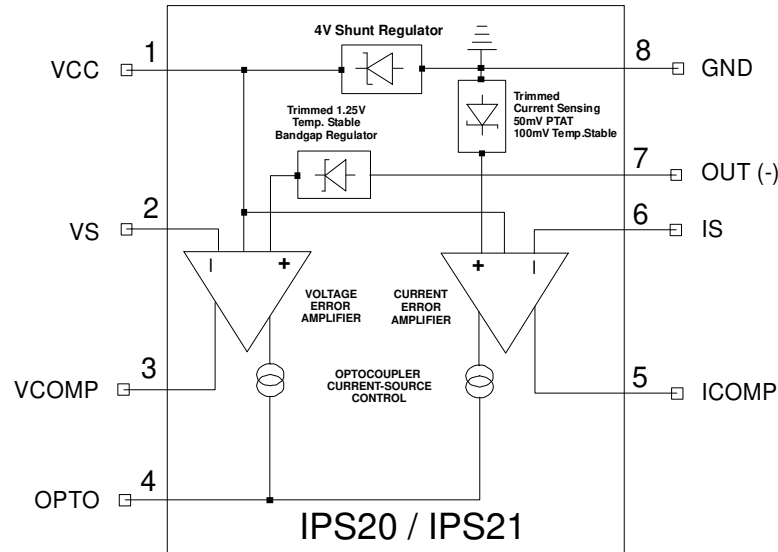 4V Shunt Regulator
1
8
VCC
GND
Trimmed
Current Sensing
50mV PTAT
100mV Temp.Stable
Trimmed 1.25V
Temp. Stable
Bandgap Regulator
7
OUT (-)
2
6
VS
IS
–
+
+
–
VOLTAGE
ERROR
AMPLIFIER
CURRENT
ERROR
AMPLIFIER
3
5
VCOMP
ICOMP
OPTOCOUPLER
CURRENT-SOURCE
CONTROL
4
OPTO
IPS20 / IPS21